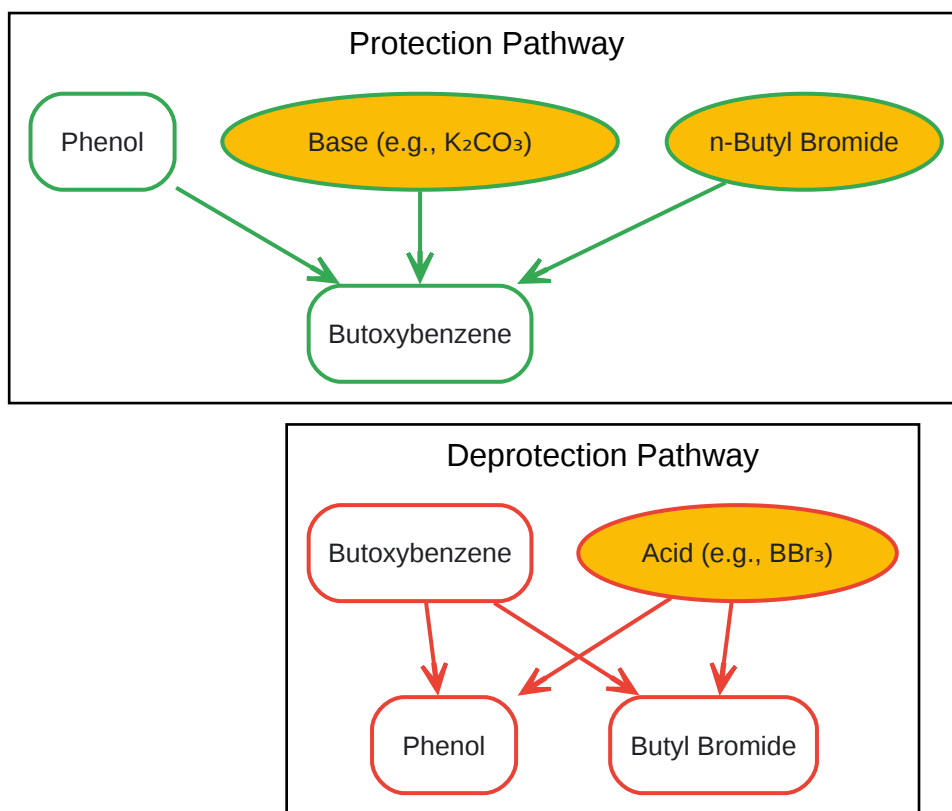 Protection Pathway
Phenol
Base (e.g., K₂CO₃)
n-Butyl Bromide
Butoxybenzene
Deprotection Pathway
Butoxybenzene
Acid (e.g., BBr₃)
Phenol
Butyl Bromide